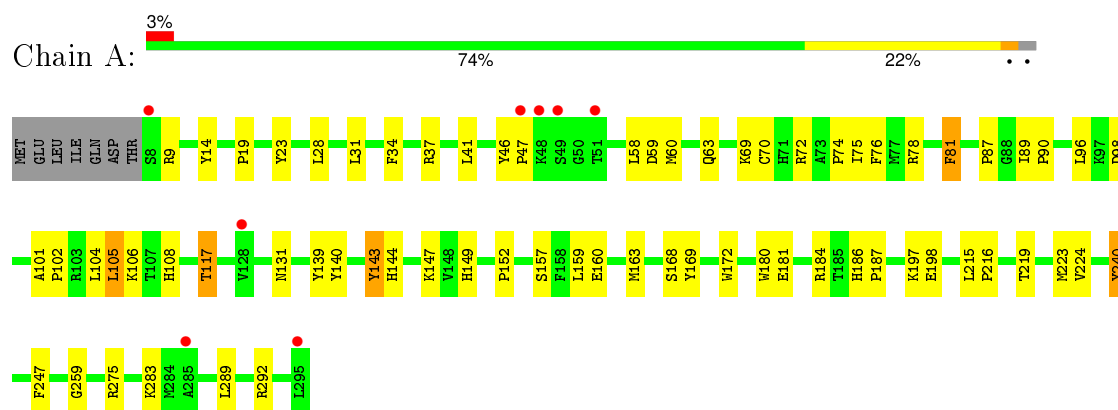 3%
Chain A:
74% 22% • •
MET GLU LEU ILE GLN ASP THR S8 R9 Y14 P19 Y23 L28 L31 F34 R37 L41 Y46 P47 K48 S49 G50 T51 L58 D59 M60 Q63 K69 C70 H71 R72 A73 P74 I75 F76 M77 R78 F81 P87 G88 I89 P90 L96 K97
A101 P102 R103 L104 L105 K106 T107 H108 T117 V128 N131 Y139 Y140 Y143 H144 K147 V148 H149 P152 S157 F158 L159 E160 M163 S168 Y169 W172 W180 E181 R184 T185 H186 P187 K197 E198 L215 P216 T219 M223 V224
F247 G259 R275 K283 M284 A285 L289 R292 L295